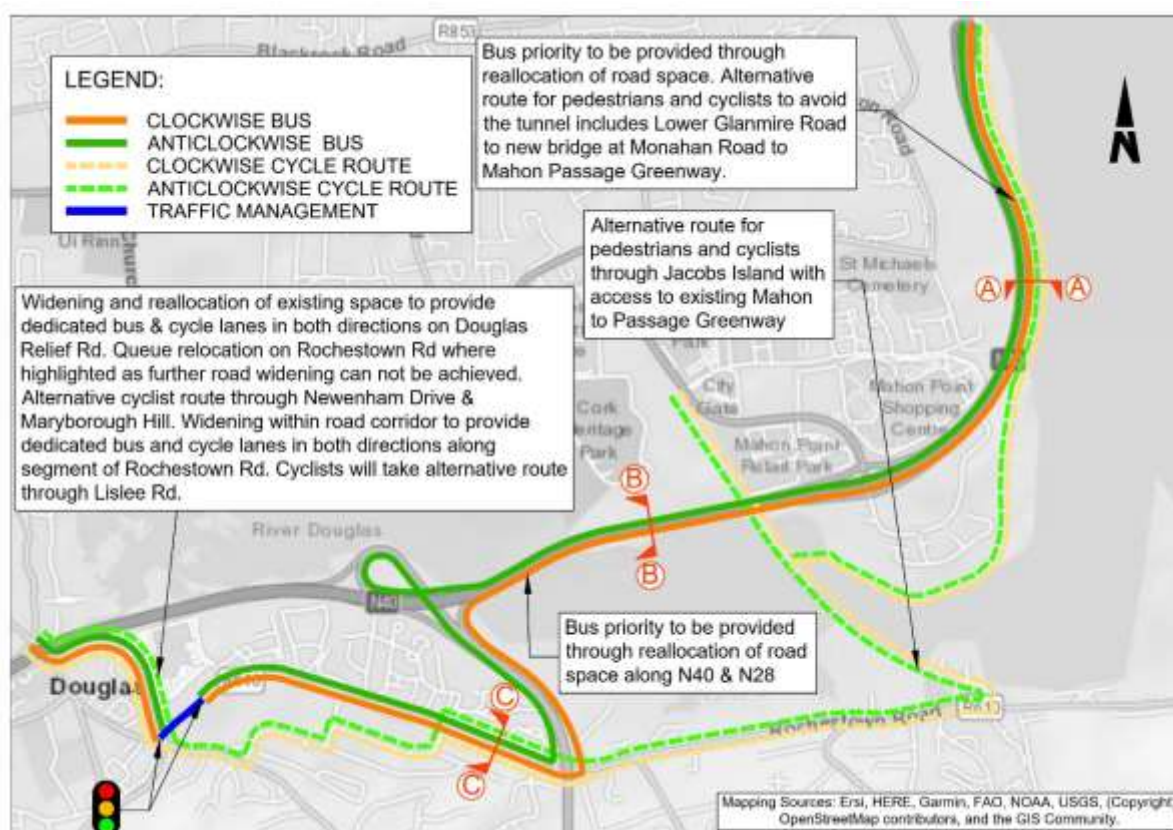 R853
Blackrock Road
LEGEND:
CLOCKWISE BUS
ANTICLOCKWISE BUS
CLOCKWISE CYCLE ROUTE
ANTICLOCKWISE CYCLE ROUTE
TRAFFIC MANAGEMENT
Bus priority to be provided through
reallocation of road space. Alternative
route for pedestrians and cyclists to avoid
the tunnel includes Lower Glanmire Road
to new bridge at Monahan Road to
Mahon Passage Greenway.
on Road
N
Ui Rinn
Church
Alternative route for
pedestrians and cyclists
through Jacobs Island with
access to existing Mahon
to Passage Greenway
St Michaels
Cemetery
A A
Widening and reallocation of existing space to provide
dedicated bus & cycle lanes in both directions on Douglas
Relief Rd. Queue relocation on Rochestown Rd where
highlighted as further road widening can not be achieved.
Alternative cyclist route through Newenham Drive &
Maryborough Hill. Widening within road corridor to provide
dedicated bus and cycle lanes in both directions along
segment of Rochestown Rd. Cyclists will take alternative route
through Lislee Rd.
Park
City
Gate
Mahon Point
Shopping
Centre
Cork
Heritage
Park
Mahon Point
Retail Park
B
B
River Douglas
N40
Bus priority to be provided
through reallocation of road
space along N40 & N28
Douglas
R610
Rochestown Road
C
C
Mapping Sources: Ersi, HERE, Garmin, FAO, NOAA, USGS, (Copyright)
OpenStreetMap contributors, and the GIS Community.